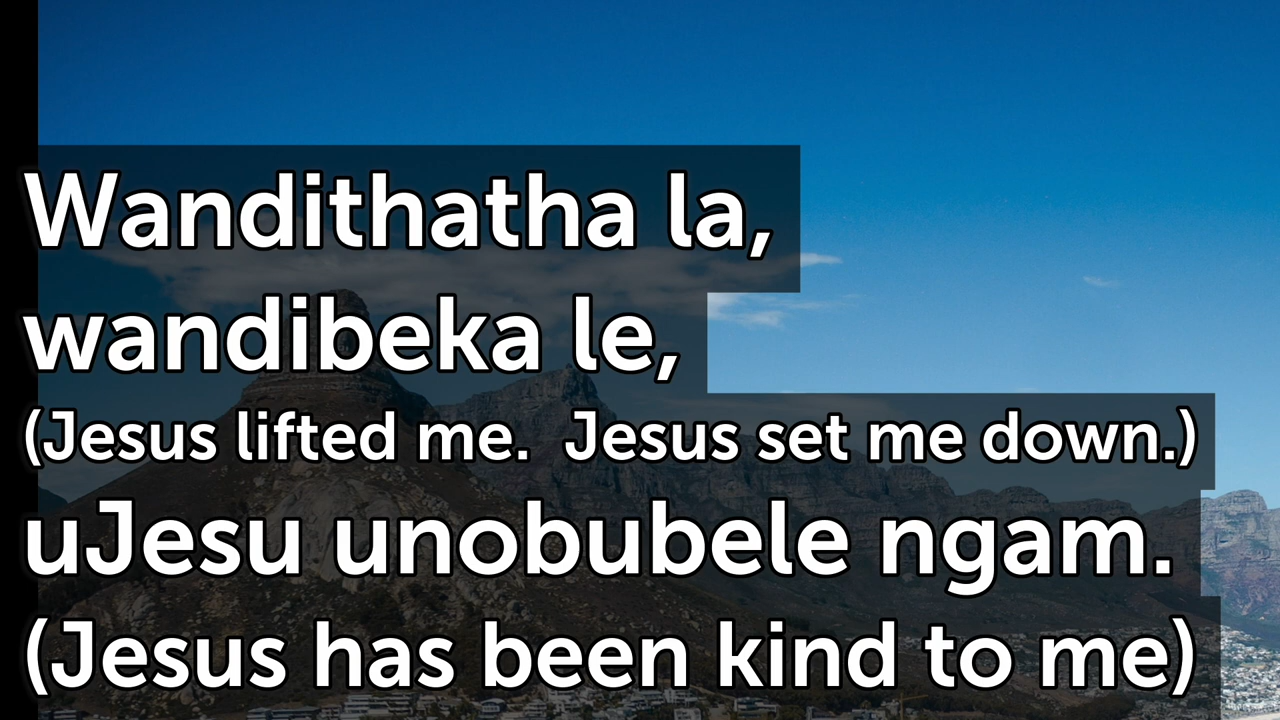 Wandithatha la,
wandibeka le,
(Jesus lifted me.  Jesus set me down.)
uJesu unobubele ngam.
(Jesus has been kind to me)